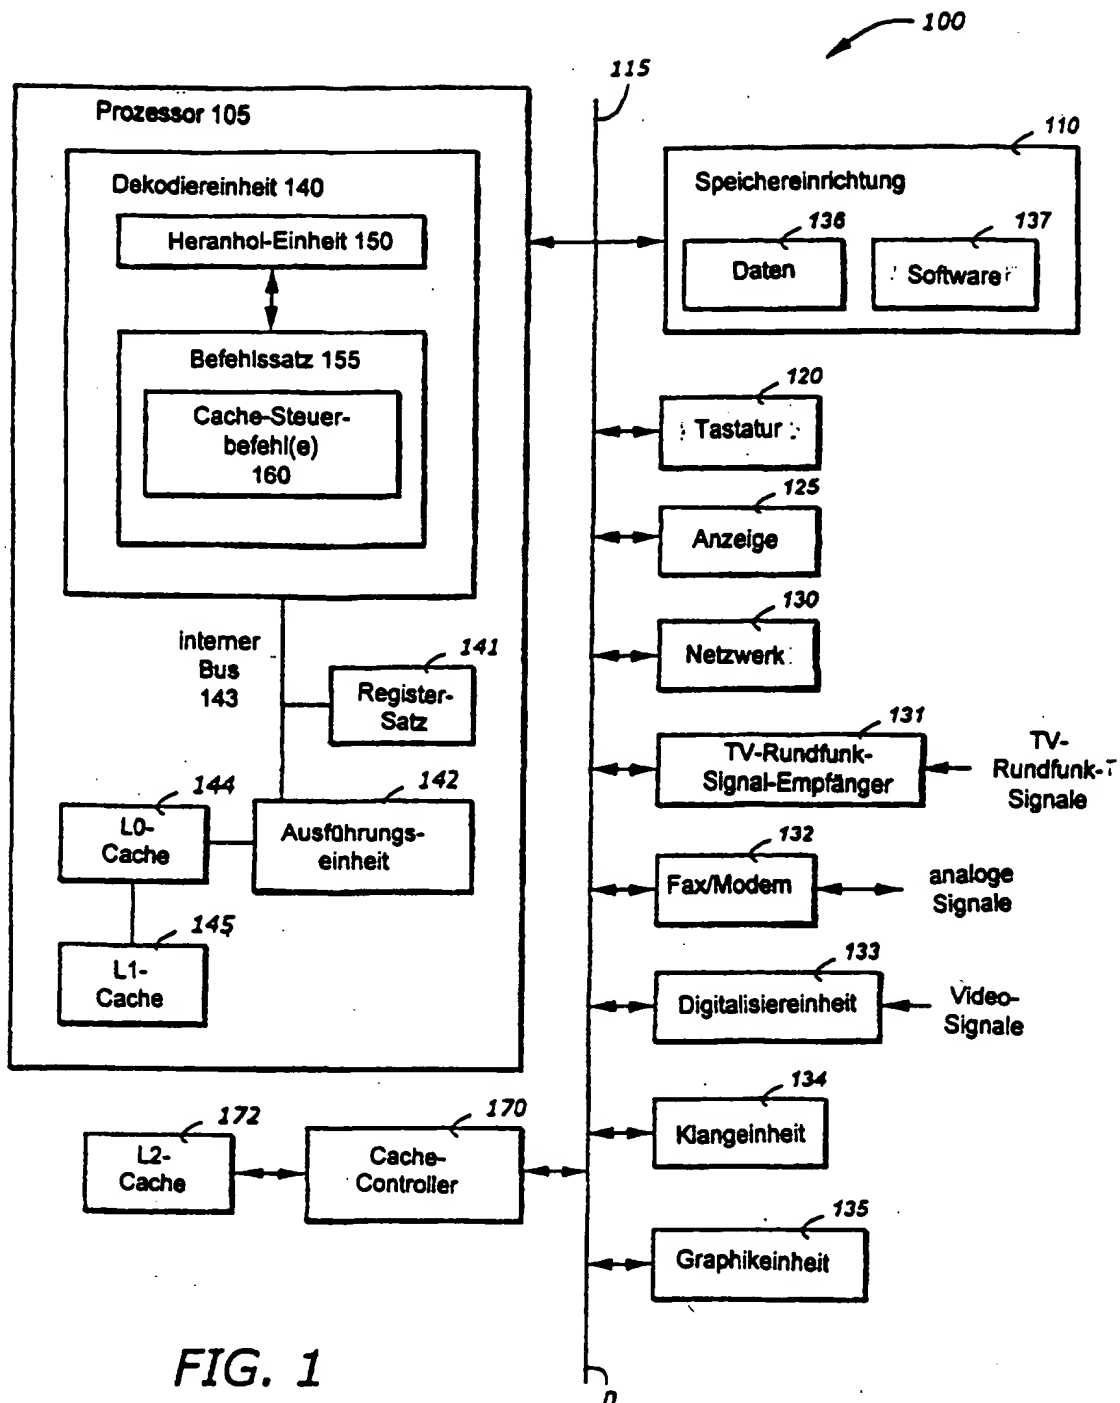 100
115
Prozessor 105
Dekodiereinheit 140
Heranhol-Einheit 150
Befehlssatz 155
Cache-Steuer-
befehl(e)
160
interner
Bus
143
141
Register-
Satz
144
L0-
Cache
142
Ausführungs-
einheit
145
L1-
Cache
172
L2-
Cache
170
Cache-
Controller
110
Speichereinrichtung
136
Daten
137
Software
120
Tastatur
125
Anzeige
130
Netzwerk
131
TV-Rundfunk-
Signal-Empfänger
TV-
Rundfunk-T
Signale
132
Fax/Modem
analoge
Signale
133
Digitalisiereinheit
Video-
Signale
134
Klangeinheit
135
Graphikeinheit
FIG. 1